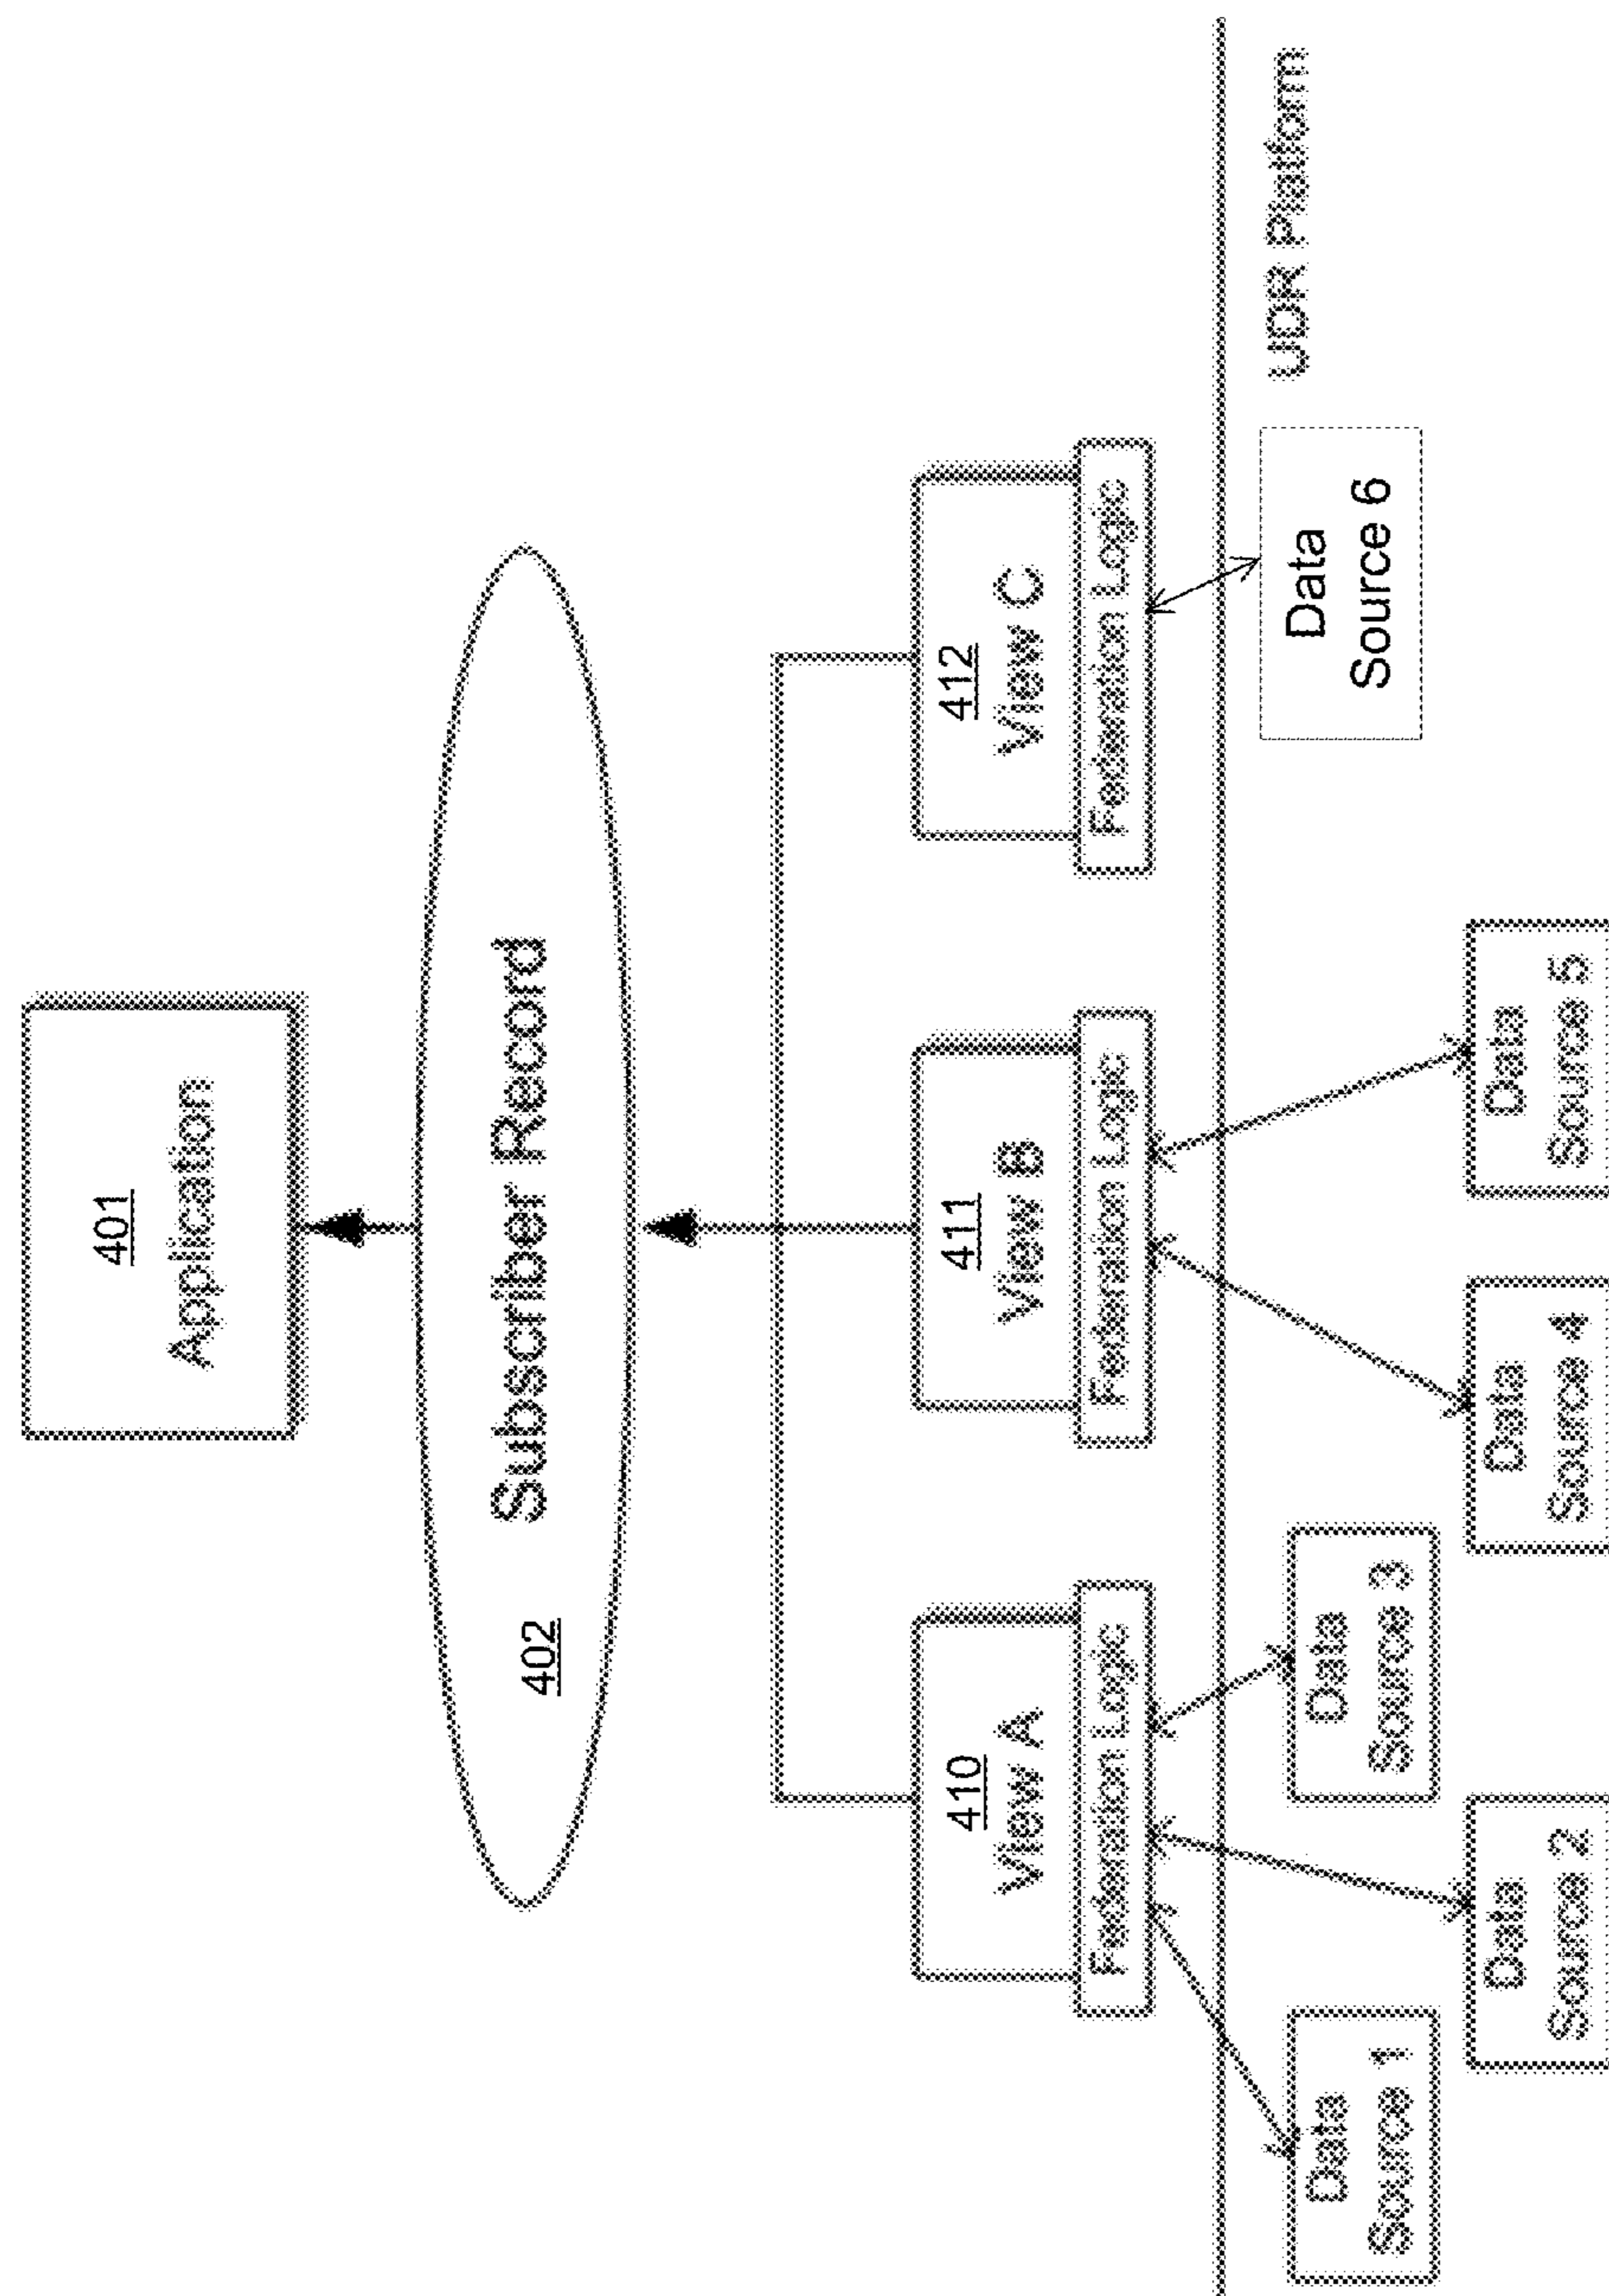 401
Application
Subscriber Record
402
410
View A
Federation Logic
411
View B
Federation Logic
412
View C
Federation Logic
UDR Platform
Data
Source 1
Data
Source 2
Data
Source 3
Data
Source 4
Data
Source 5
Data
Source 6